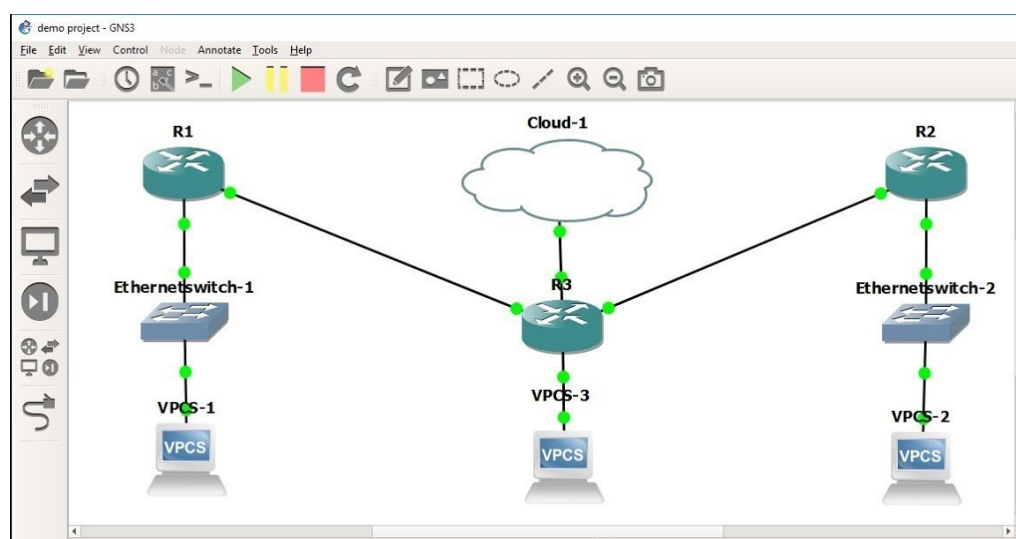 demo project - GNS3
File Edit View Control Node Annotate Tools Help
R1
Cloud-1
R2
Ethernetswitch-1
R3
Ethernetswitch-2
VPCS-1
VPCS-3
VPCS-2
VPCS
VPCS
VPCS